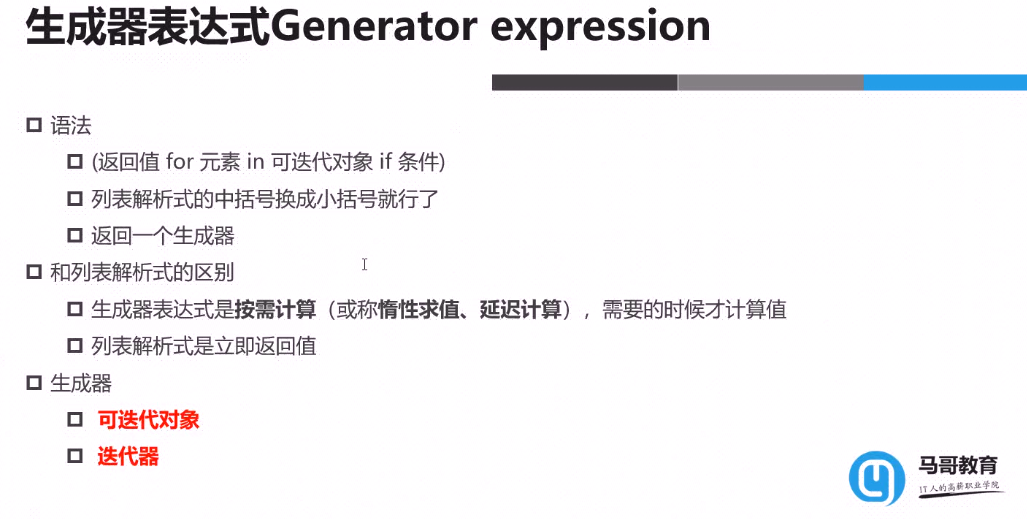 生成器表达式Generator expression
语法
(返回值 for 元素 in 可迭代对象 if 条件)
列表解析式的中括号换成小括号就行了
返回一个生成器
和列表解析式的区别
生成器表达式是按需计算（或称惰性求值、延迟计算），需要的时候才计算值
列表解析式是立即返回值
生成器
可迭代对象
迭代器
马哥教育
IT人的高薪职业学院